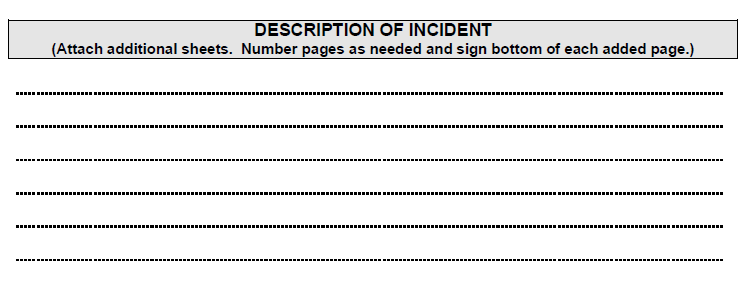 DESCRIPTION OF INCIDENT
(Attach additional sheets.  Number pages as needed and sign bottom of each added page.)